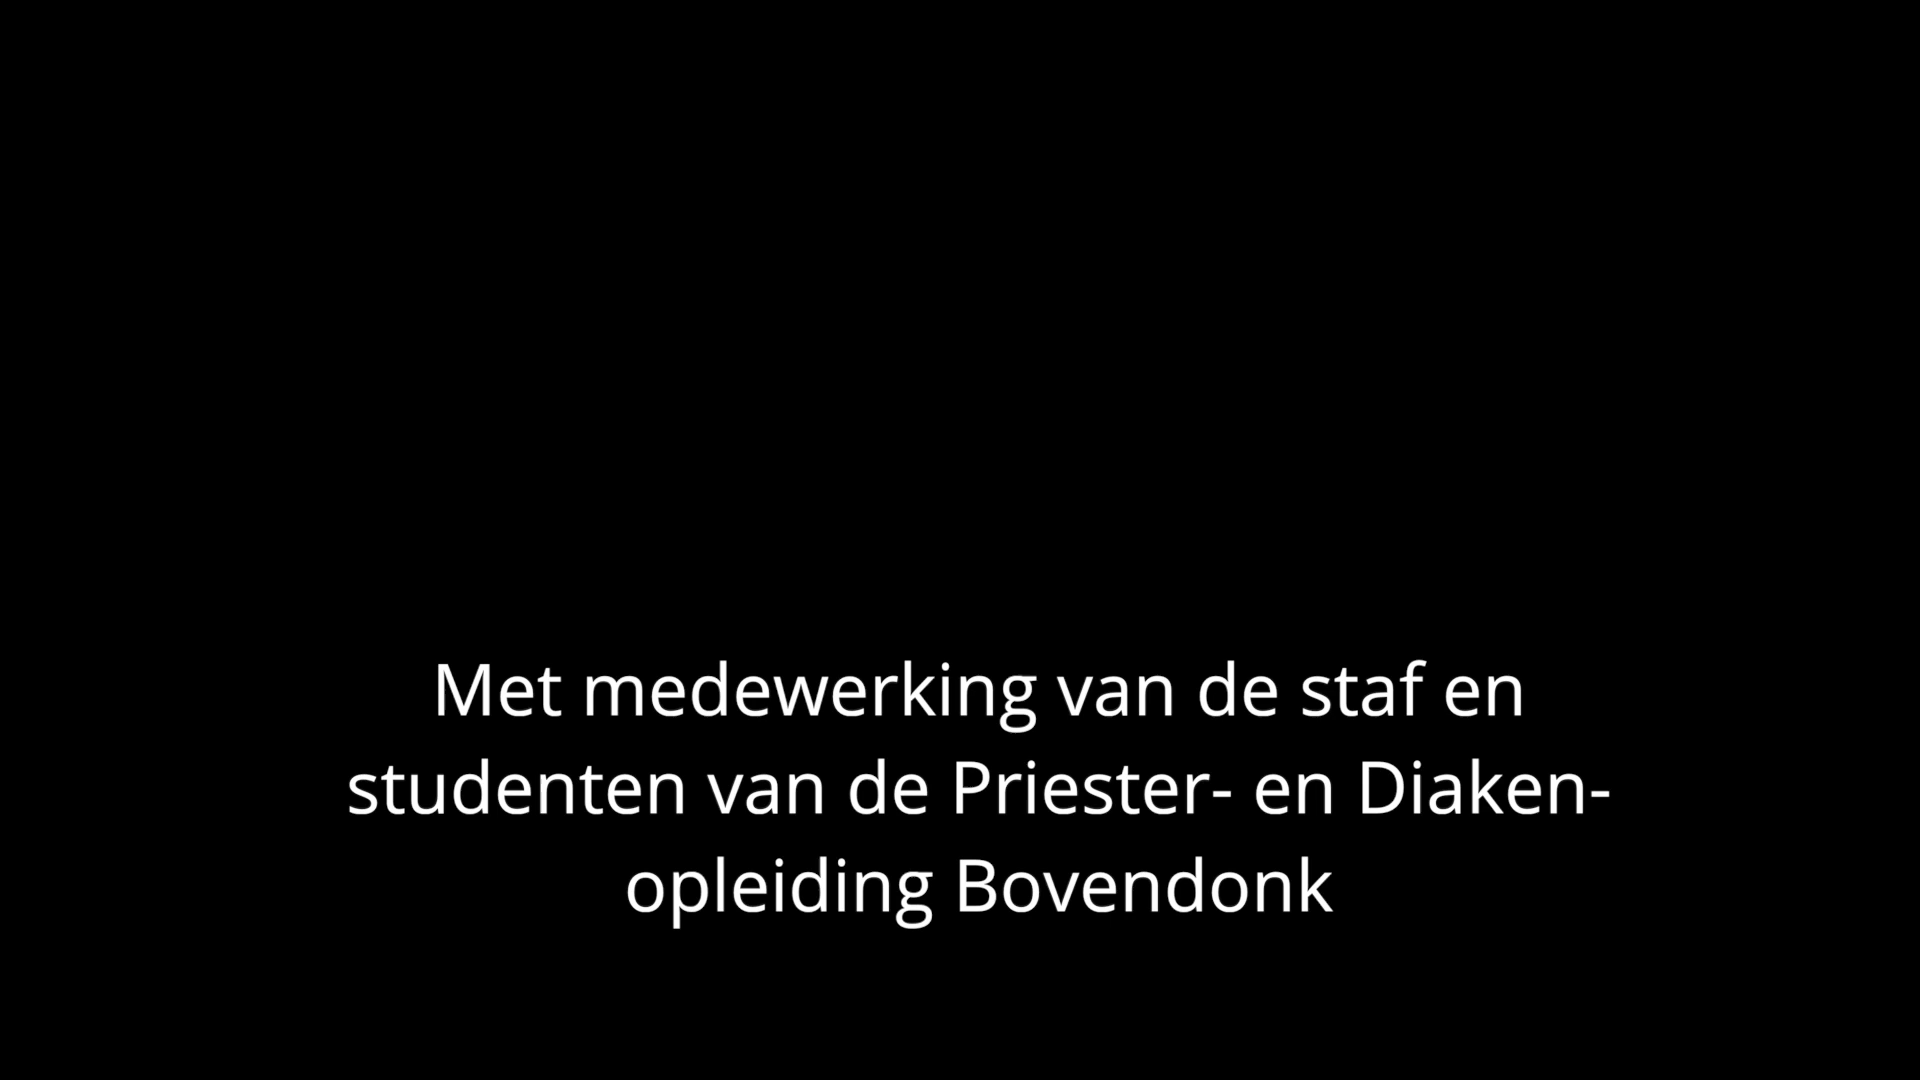 Met medewerking van de staf en
studenten van de Priester- en Diaken-
opleiding Bovendonk